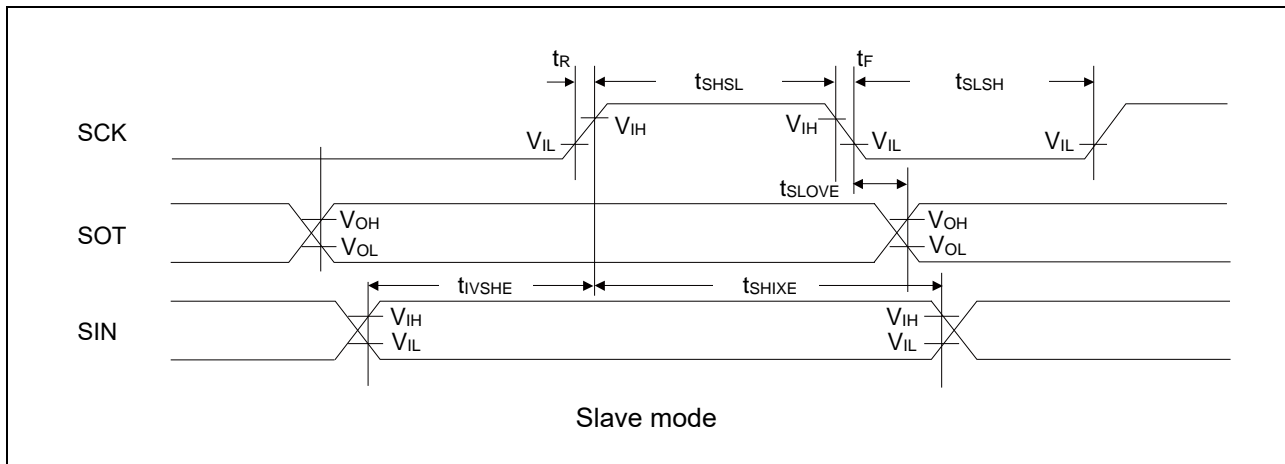 tR tSHSL tF tSLSH
SCK VIL VIH VIH VIL VIL
tSLOVE
SOT VOH VOL VOH VOL
tIVSHE tSHIXE
SIN VIH VIL VIH VIL
Slave mode